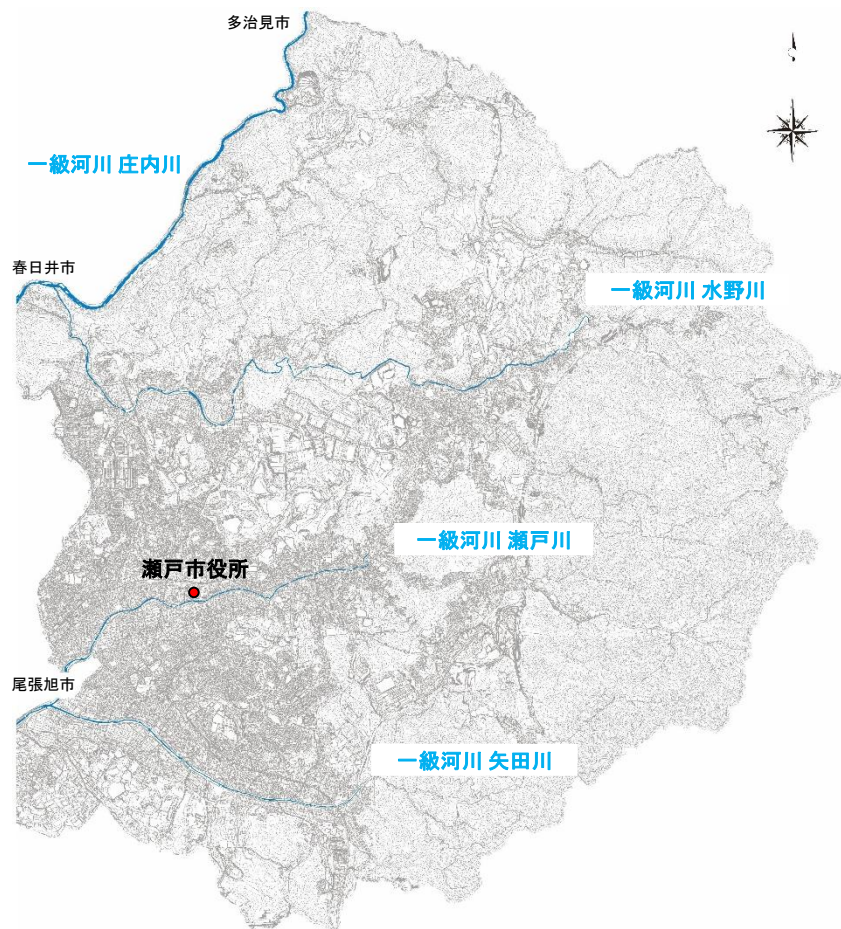 多治見市
一級河川 庄内川
春日井市
一級河川 水野川
一級河川 瀬戸川
瀬戸市役所
尾張旭市
一級河川 矢田川